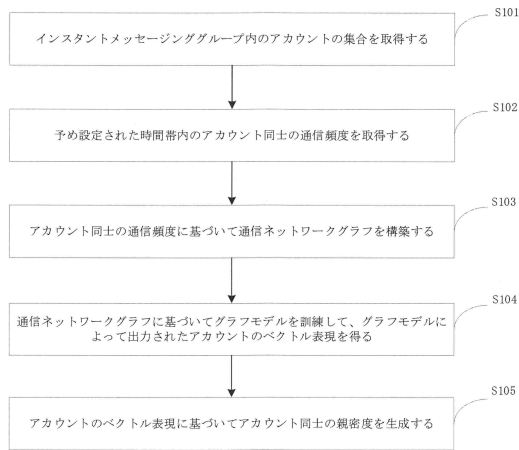 S101
インスタントメッセージンググループ内のアカウントの集合を取得する
S102
予め設定された時間帯内のアカウント同士の通信頻度を取得する
S103
アカウント同士の通信頻度に基づいて通信ネットワークグラフを構築する
S104
通信ネットワークグラフに基づいてグラフモデルを訓練して、グラフモデルに
よって出力されたアカウントのベクトル表現を得る
S105
アカウントのベクトル表現に基づいてアカウント同士の親密度を生成する